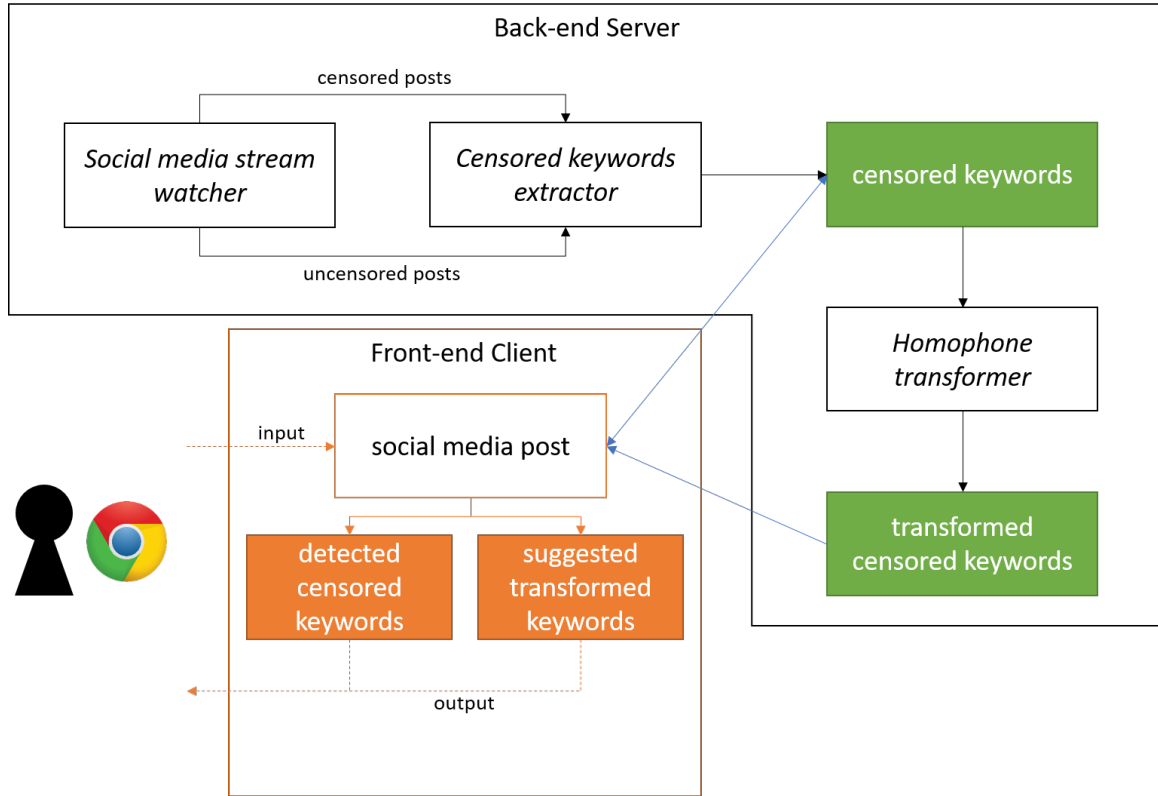 Back-end Server
censored posts
Social media stream
watcher
Censored keywords
extractor
censored keywords
uncensored posts
Homophone
transformer
Front-end Client
input
social media post
transformed
censored keywords
detected
censored
keywords
suggested
transformed
keywords
output